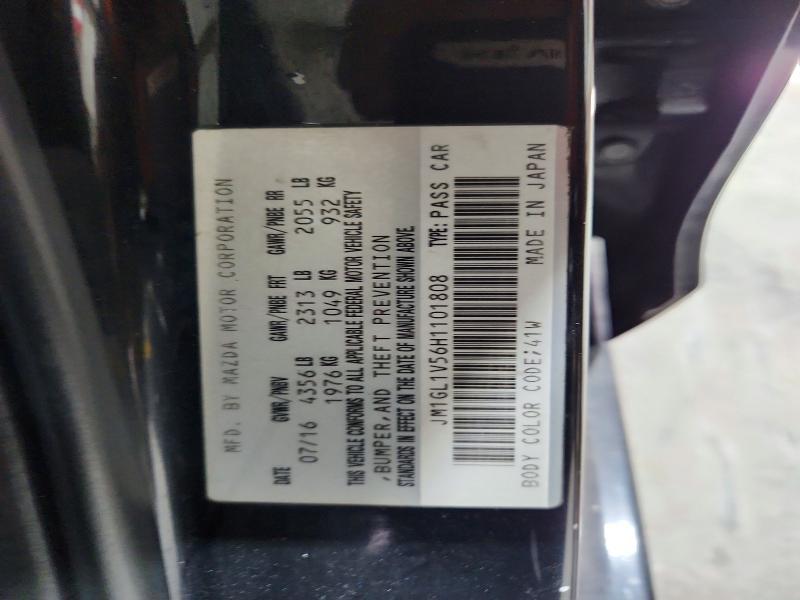 MFD. BY MAZDA MOTOR CORPORATION
DATE GVWR/PNBV GAWR/PNBE FRT GAWR/PNBE RR
07/16 4356 LB 2313 LB 2055 LB
1976 KG 1049 KG 932 KG
THIS VEHICLE CONFORMS TO ALL APPLICABLE FEDERAL MOTOR VEHICLE SAFETY
,BUMPER,AND THEFT PREVENTION
STANDARDS IN EFFECT ON THE DATE OF MANUFACTURE SHOWN ABOVE.
JM1GL1V56H1101808 TYPE: PASS CAR
BODY COLOR CODE;41W MADE IN JAPAN